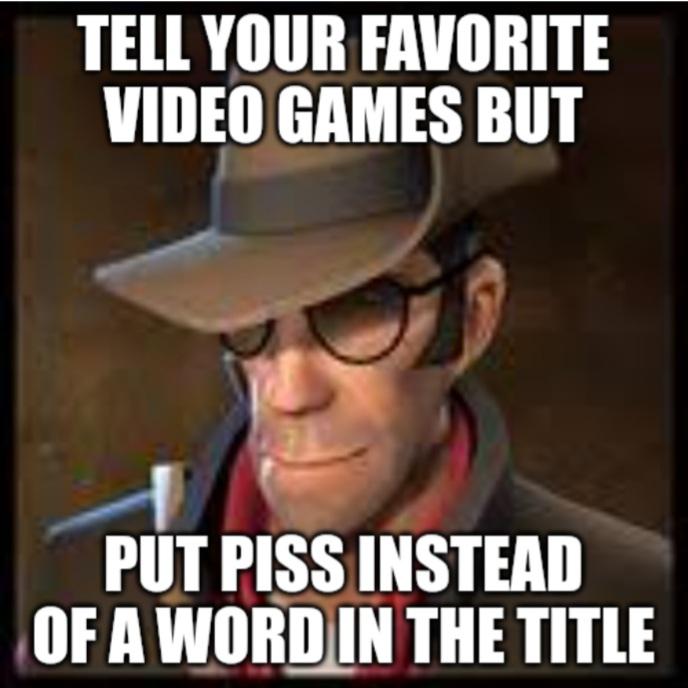 TELL YOUR FAVORITE
VIDEO GAMES BUT
PUT PISS INSTEAD
OF A WORD IN THE TITLE